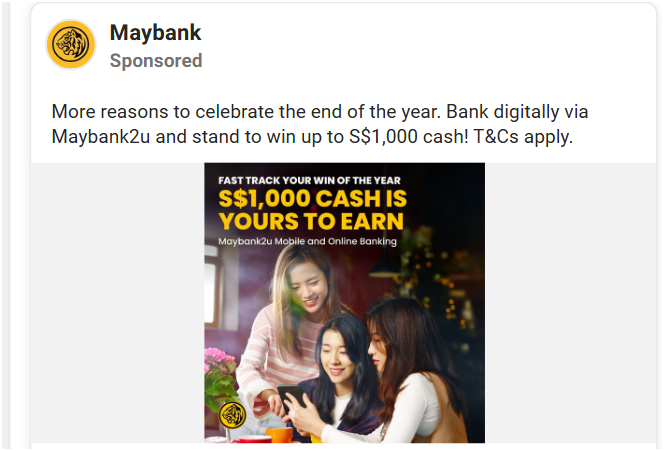 Maybank
Sponsored
More reasons to celebrate the end of the year. Bank digitally via
Maybank2u and stand to win up to S$1,000 cash! T&Cs apply.
FAST TRACK YOUR WIN OF THE YEAR
S$1,000 CASH IS
YOURS TO EARN
Maybank2u Mobile and Online Banking